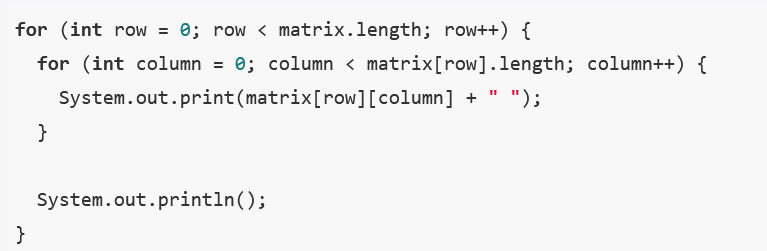 for (int row = 0; row < matrix.length; row++) {
  for (int column = 0; column < matrix[row].length; column++) {
    System.out.print(matrix[row][column] + " ");
  }

  System.out.println();
}